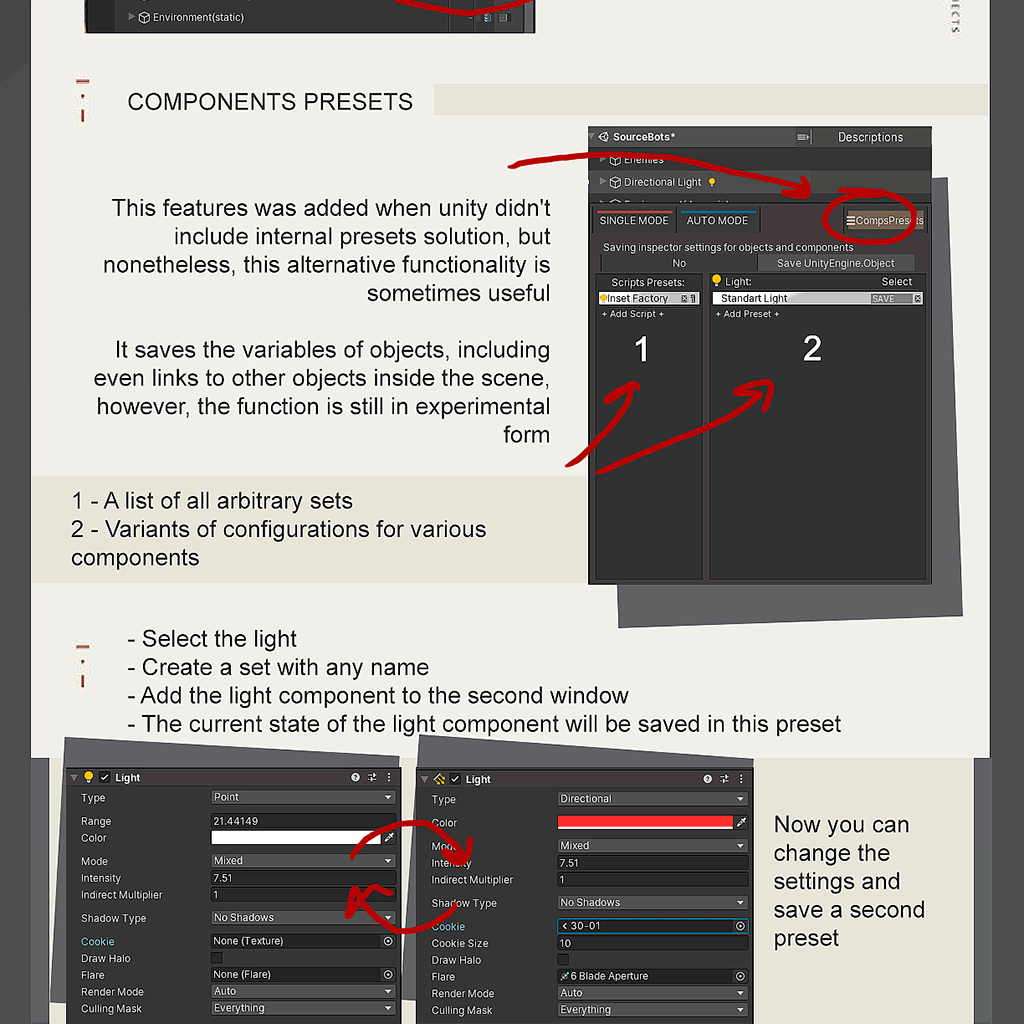 Environment(static)
COMPONENTS PRESETS
SourceBots*
Descriptions
Enemies
Directional Light
SINGLE MODE
AUTO MODE
CompsPresets
Saving inspector settings for objects and components
No
Save UnityEngine.Object
Scripts Presets:
Light:
Select
Inset Factory
Standart Light
SAVE
+ Add Script +
+ Add Preset +
1
2
This features was added when unity didn't
include internal presets solution, but
nonetheless, this alternative functionality is
sometimes useful
It saves the variables of objects, including
even links to other objects inside the scene,
however, the function is still in experimental
form
1 - A list of all arbitrary sets
2 - Variants of configurations for various
components
- Select the light
- Create a set with any name
- Add the light component to the second window
- The current state of the light component will be saved in this preset
Light
Type Point
Range 21.44149
Color
Mode Mixed
Intensity 7.51
Indirect Multiplier 1
Shadow Type No Shadows
Cookie None (Texture)
Draw Halo
Flare None (Flare)
Render Mode Auto
Culling Mask Everything
Light
Type Directional
Color
Mode Mixed
Intensity 7.51
Indirect Multiplier 1
Shadow Type No Shadows
Cookie < 30-01
Cookie Size 10
Draw Halo
Flare 6 Blade Aperture
Render Mode Auto
Culling Mask Everything
Now you can
change the
settings and
save a second
preset